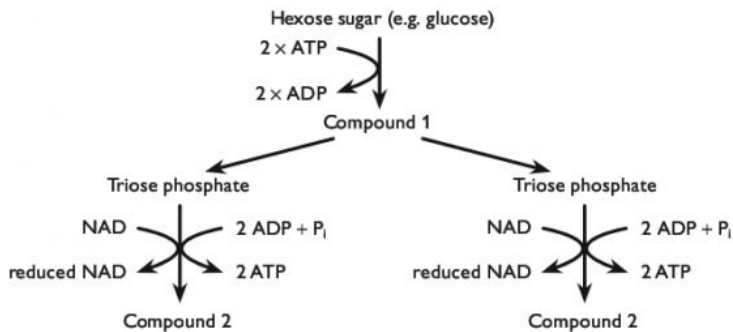 Hexose sugar (e.g. glucose)
2 × ATP
2 × ADP
Compound 1
Triose phosphate
Triose phosphate
NAD
2 ADP + Pᵢ
NAD
2 ADP + Pᵢ
reduced NAD
2 ATP
reduced NAD
2 ATP
Compound 2
Compound 2